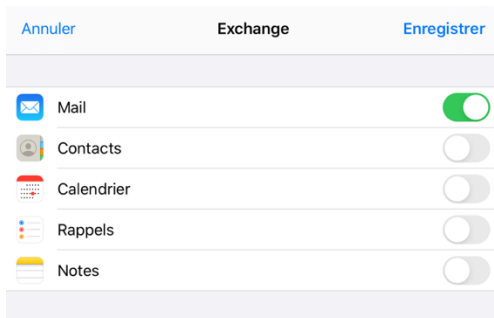 Annuler Exchange Enregistrer
Mail
Contacts
Calendrier
Rappels
Notes